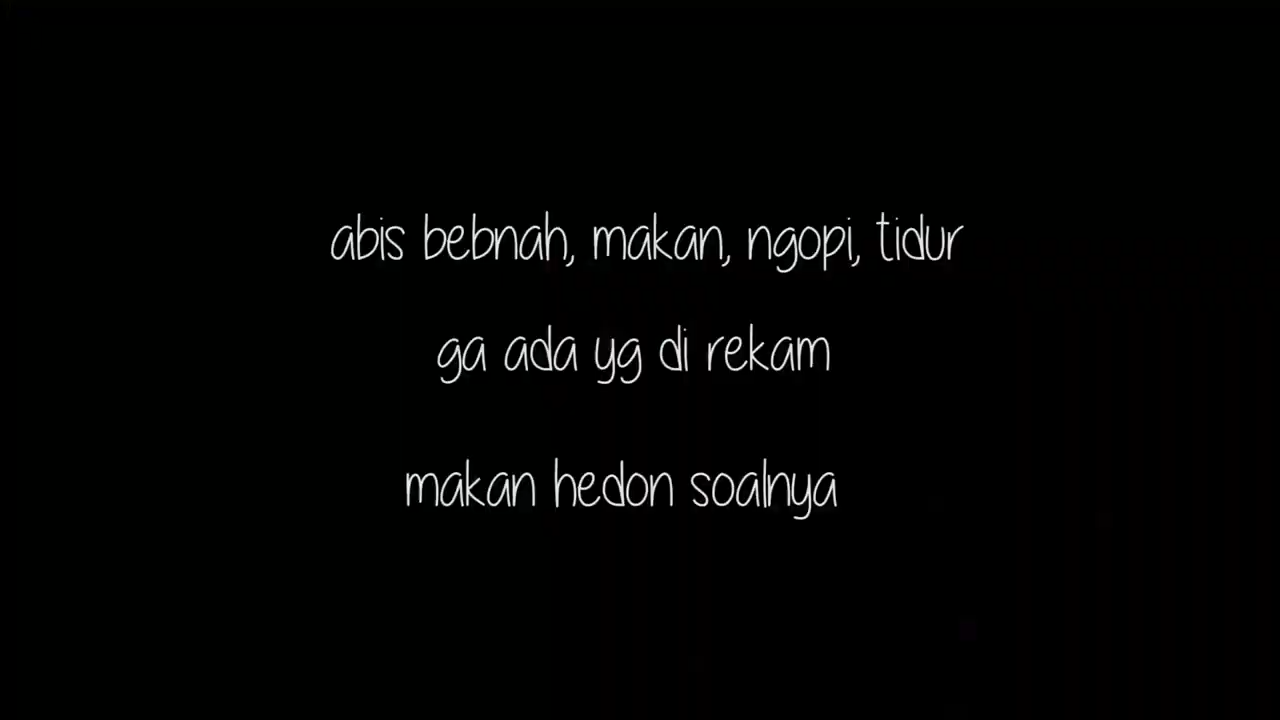 abis bebnah, makan, ngopi, tidur
ga ada yg di rekam
makan hedon soalnya